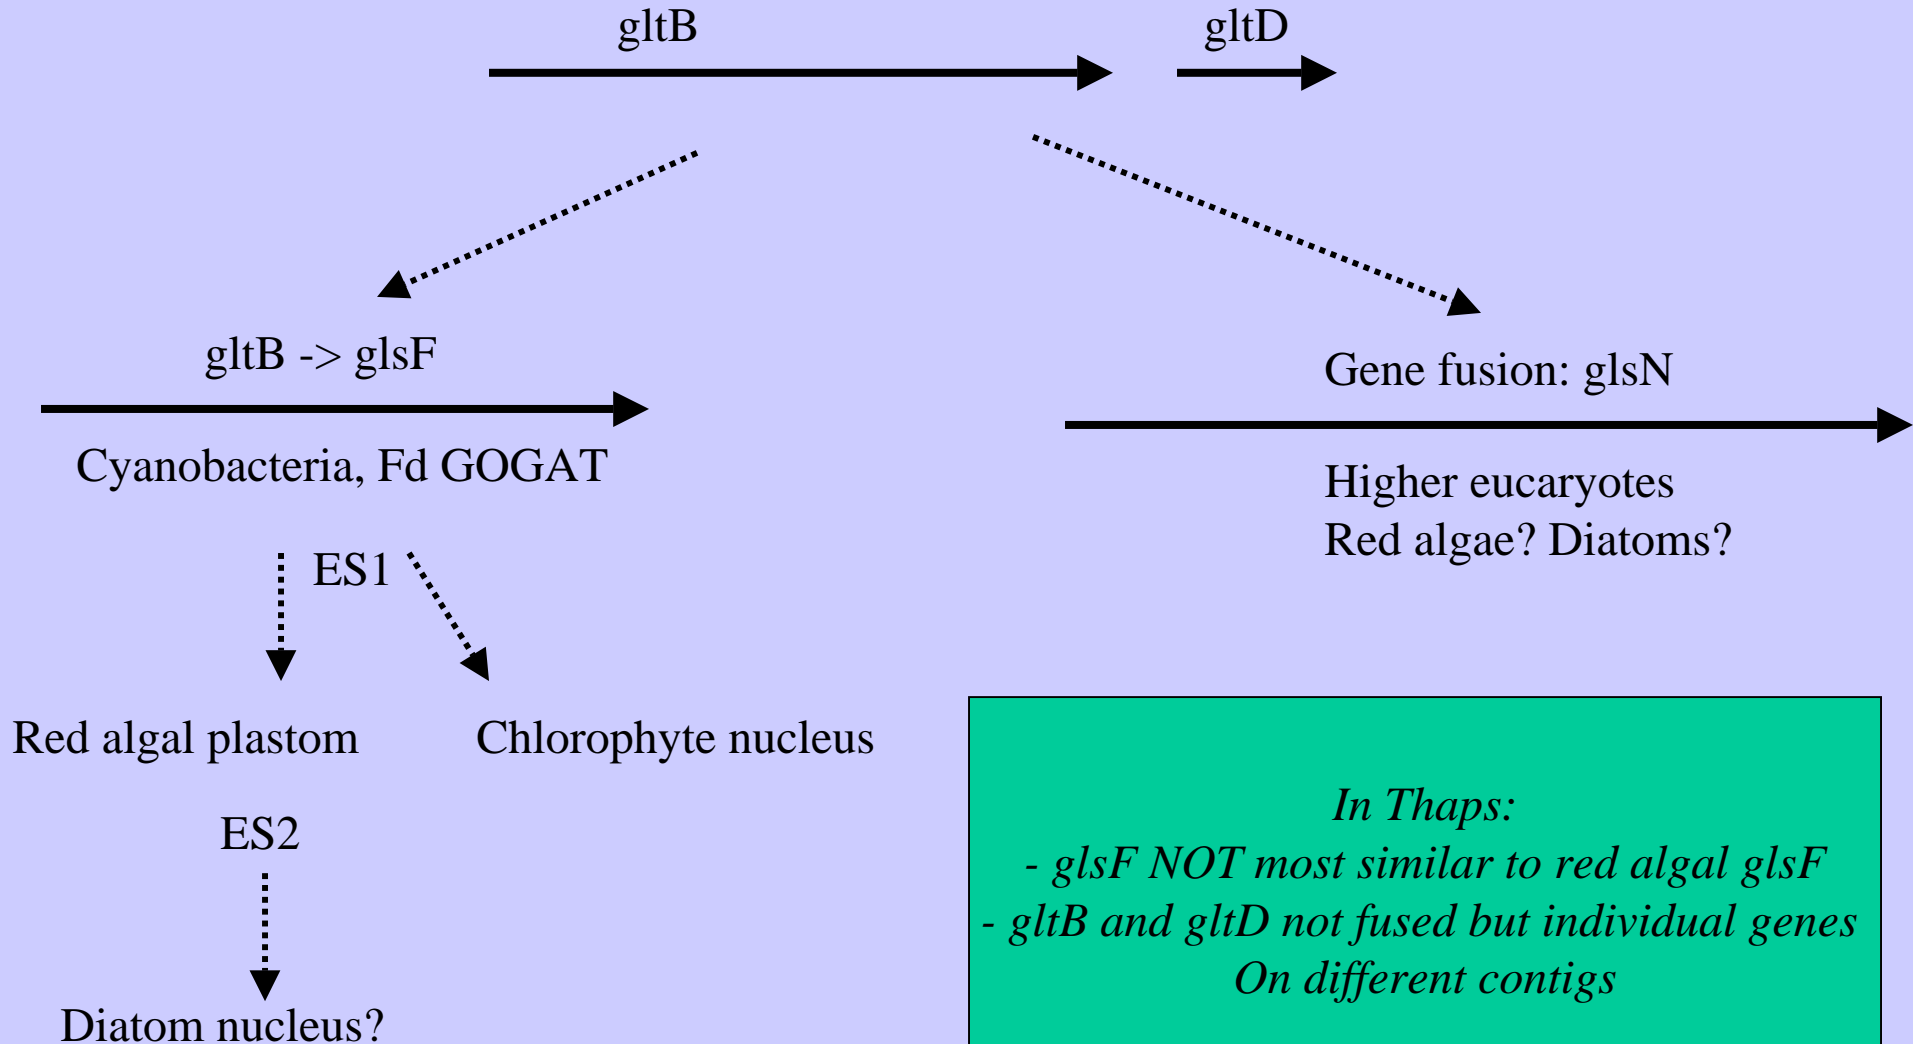 gltB
gltD
gltB -> glsF
Cyanobacteria, Fd GOGAT
Gene fusion: glsN
Higher eucaryotes
Red algae? Diatoms?
ES1
Red algal plastom
Chlorophyte nucleus
ES2
Diatom nucleus?
In Thaps:
- glsF NOT most similar to red algal glsF
- gltB and gltD not fused but individual genes
On different contigs